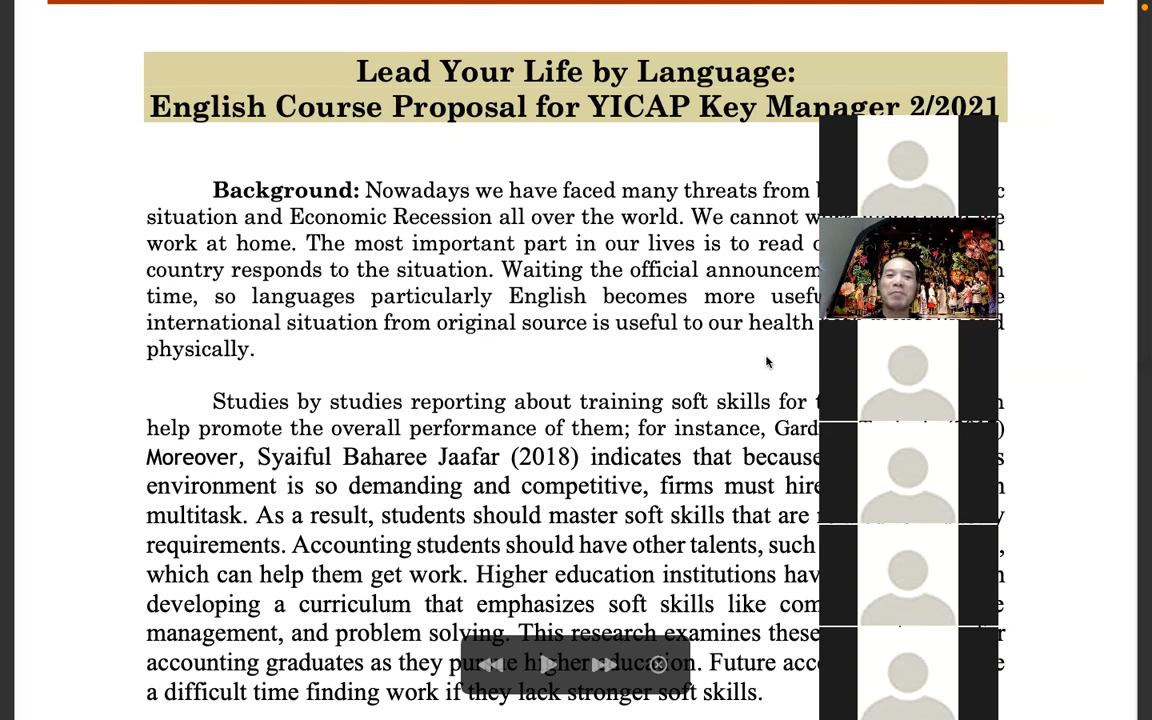 Lead Your Life by Language:
English Course Proposal for YICAP Key Manager 2/2021
Background: Nowadays we have faced many threats from
situation and Economic Recession all over the world. We cannot
work at home. The most important part in our lives is to read
country responds to the situation. Waiting the official
time, so languages particularly English becomes more
international situation from original source is useful to our health
physically.
Studies by studies reporting about training soft skills for
help promote the overall performance of them; for instance,
Moreover, Syaiful Baharee Jaafar (2018) indicates that because
environment is so demanding and competitive, firms must hire
multitask. As a result, students should master soft skills that are
requirements. Accounting students should have other talents, such
which can help them get work. Higher education institutions
developing a curriculum that emphasizes soft skills like
management, and problem solving. This research examines these
accounting graduates as they pursue higher education. Future
a difficult time finding work if they lack stronger soft skills.